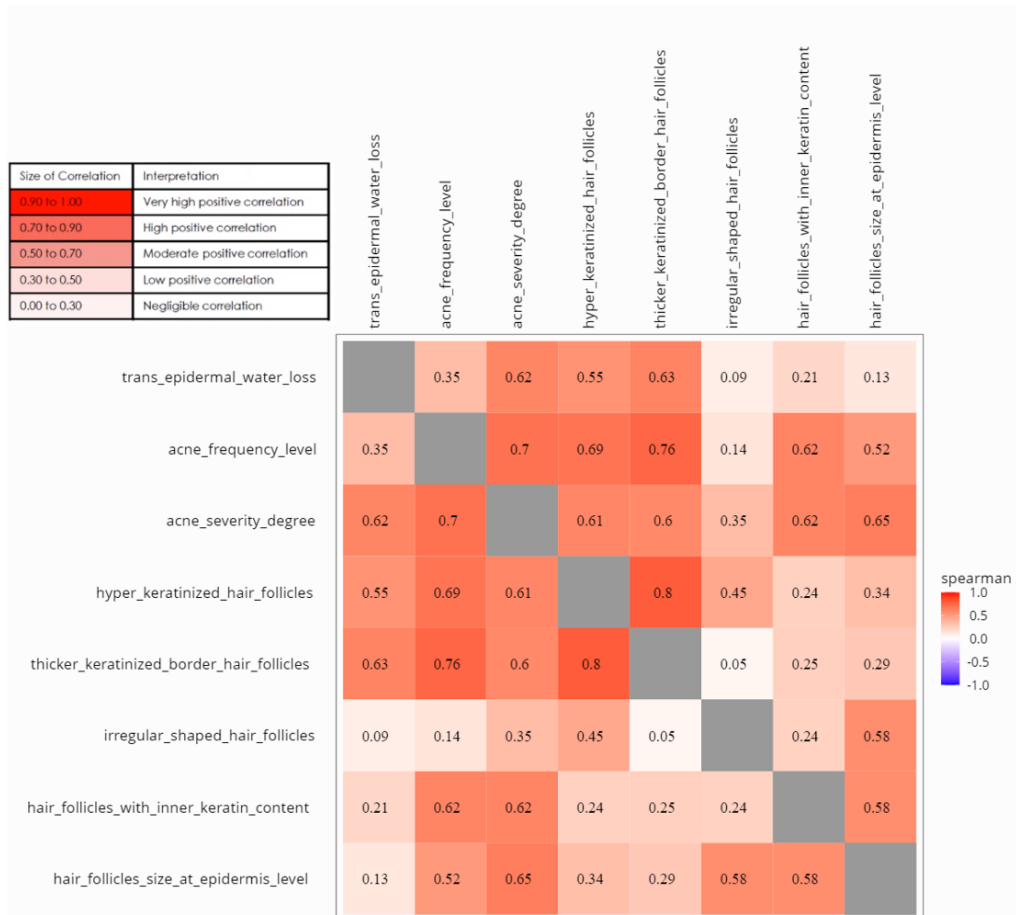 trans_epidermal_water_loss
acne_frequency_level
acne_severity_degree
hyper_keratinized_hair_follicles
thicker_keratinized_border_hair_follicles
irregular_shaped_hair_follicles
hair_follicles_with_inner_keratin_content
hair_follicles_size_at_epidermis_level
Size of Correlation Interpretation
0.90 to 1.00 Very high positive correlation
0.70 to 0.90 High positive correlation
0.50 to 0.70 Moderate positive correlation
0.30 to 0.50 Low positive correlation
0.00 to 0.30 Negligible correlation
trans_epidermal_water_loss 0.35 0.62 0.55 0.63 0.09 0.21 0.13
acne_frequency_level 0.35 0.7 0.69 0.76 0.14 0.62 0.52
acne_severity_degree 0.62 0.7 0.61 0.6 0.35 0.62 0.65
hyper_keratinized_hair_follicles 0.55 0.69 0.61 0.8 0.45 0.24 0.34
thicker_keratinized_border_hair_follicles 0.63 0.76 0.6 0.8 0.05 0.25 0.29
irregular_shaped_hair_follicles 0.09 0.14 0.35 0.45 0.05 0.24 0.58
hair_follicles_with_inner_keratin_content 0.21 0.62 0.62 0.24 0.25 0.24 0.58
hair_follicles_size_at_epidermis_level 0.13 0.52 0.65 0.34 0.29 0.58 0.58
spearman
1.0
0.5
0.0
-0.5
-1.0